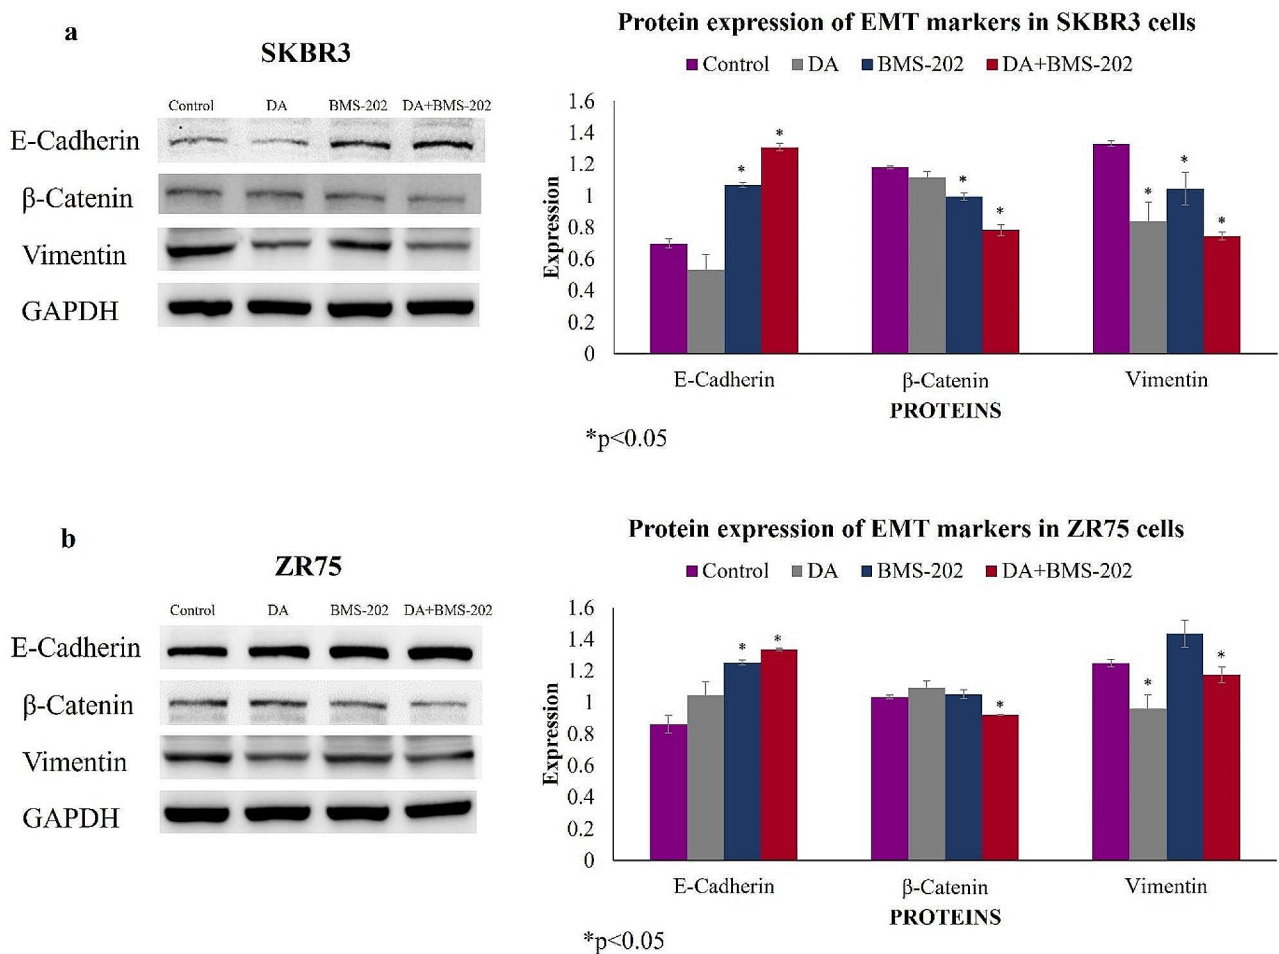 a
SKBR3
Control DA BMS-202 DA+BMS-202
E-Cadherin
β-Catenin
Vimentin
GAPDH
Protein expression of EMT markers in SKBR3 cells
Control DA BMS-202 DA+BMS-202
1.6
1.4
1.2
1
0.8
0.6
0.4
0.2
0
Expression
* *
* *
* * *
E-Cadherin β-Catenin Vimentin
PROTEINS
*p<0.05
b
ZR75
Control DA BMS-202 DA+BMS-202
E-Cadherin
β-Catenin
Vimentin
GAPDH
Protein expression of EMT markers in ZR75 cells
Control DA BMS-202 DA+BMS-202
1.6
1.4
1.2
1
0.8
0.6
0.4
0.2
0
Expression
* *
*
* *
E-Cadherin β-Catenin Vimentin
PROTEINS
*p<0.05